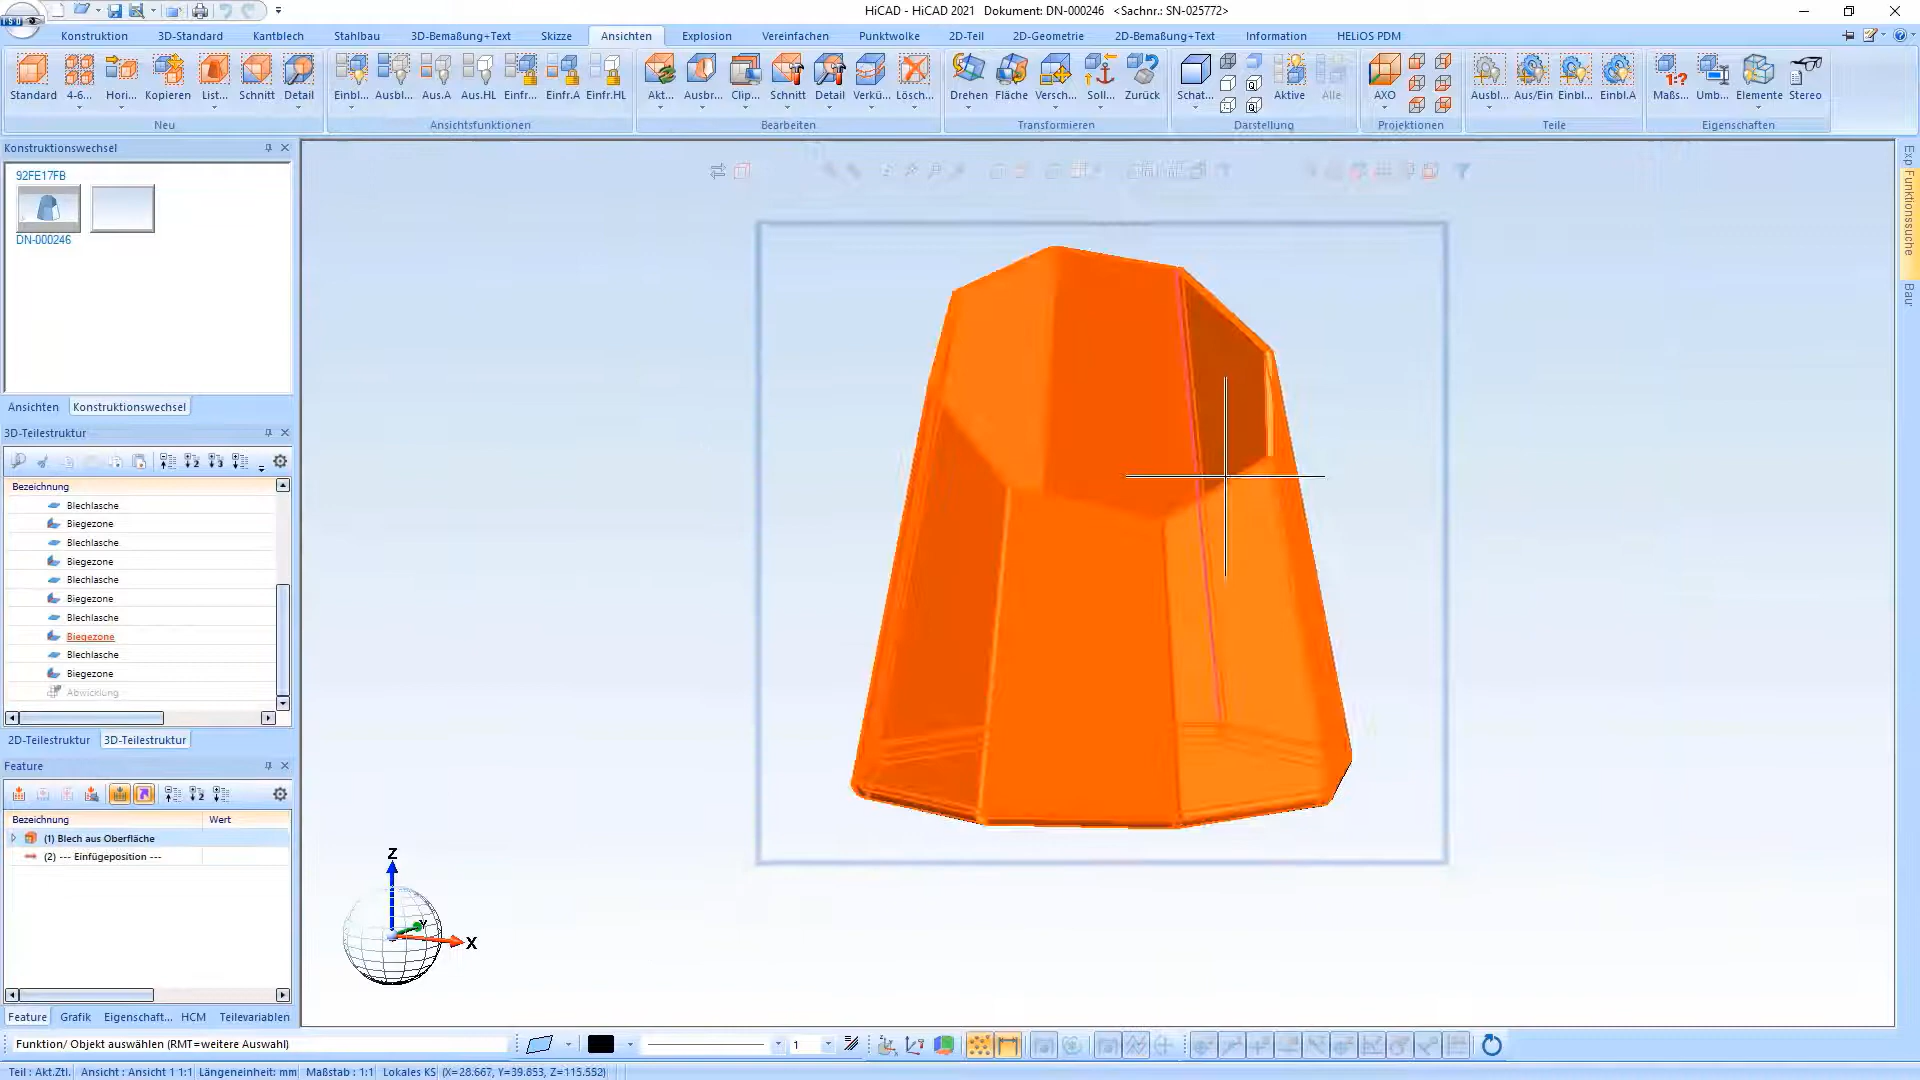 HiCAD - HiCAD 2021   Dokument: DN-000246   <Sachnr.: SN-025772>
ISD
Konstruktion 3D-Standard Kantblech Stahlbau 3D-Bemaßung+Text Skizze Ansichten Explosion Vereinfachen Punktwolke 2D-Teil 2D-Geometrie 2D-Bemaßung+Text Information HELiOS PDM
Standard 4-6... Hori... Kopieren List... Schnitt Detail Einbl... Ausbl... Aus.A Aus.HL Einfr... Einfr.A Einfr.HL Akt... Ausbr... Clip... Schnitt Detail Verkü... Lösch... Drehen Fläche Versch... Soll... Zurück Schat... Aktive Alle AXO Ausbl... Aus/Ein Einbl... Einbl.A Maßs... Umb... Elemente Stereo
Neu Ansichtsfunktionen Bearbeiten Transformieren Darstellung Projektionen Teile Eigenschaften
Konstruktionswechsel
92FE17FB
DN-000246
Ansichten Konstruktionswechsel
3D-Teilestruktur
Bezeichnung
Blechlasche
Biegezone
Blechlasche
Biegezone
Blechlasche
Biegezone
Blechlasche
Biegezone
Blechlasche
Biegezone
Abwicklung
2D-Teilestruktur 3D-Teilestruktur
Feature
Bezeichnung Wert
(1) Blech aus Oberfläche
(2) --- Einfügeposition ---
Feature Grafik Eigenschaft... HCM Teilevariablen
Z
Y
X
Exp
Funktionssuche
Bau
Funktion/ Objekt auswählen (RMT=weitere Auswahl)
1
Teil : Akt.Ztl. Ansicht : Ansicht 1 1:1 Längeneinheit: mm Maßstab : 1:1 Lokales KS (X=28.667, Y=39.853, Z=115.552)